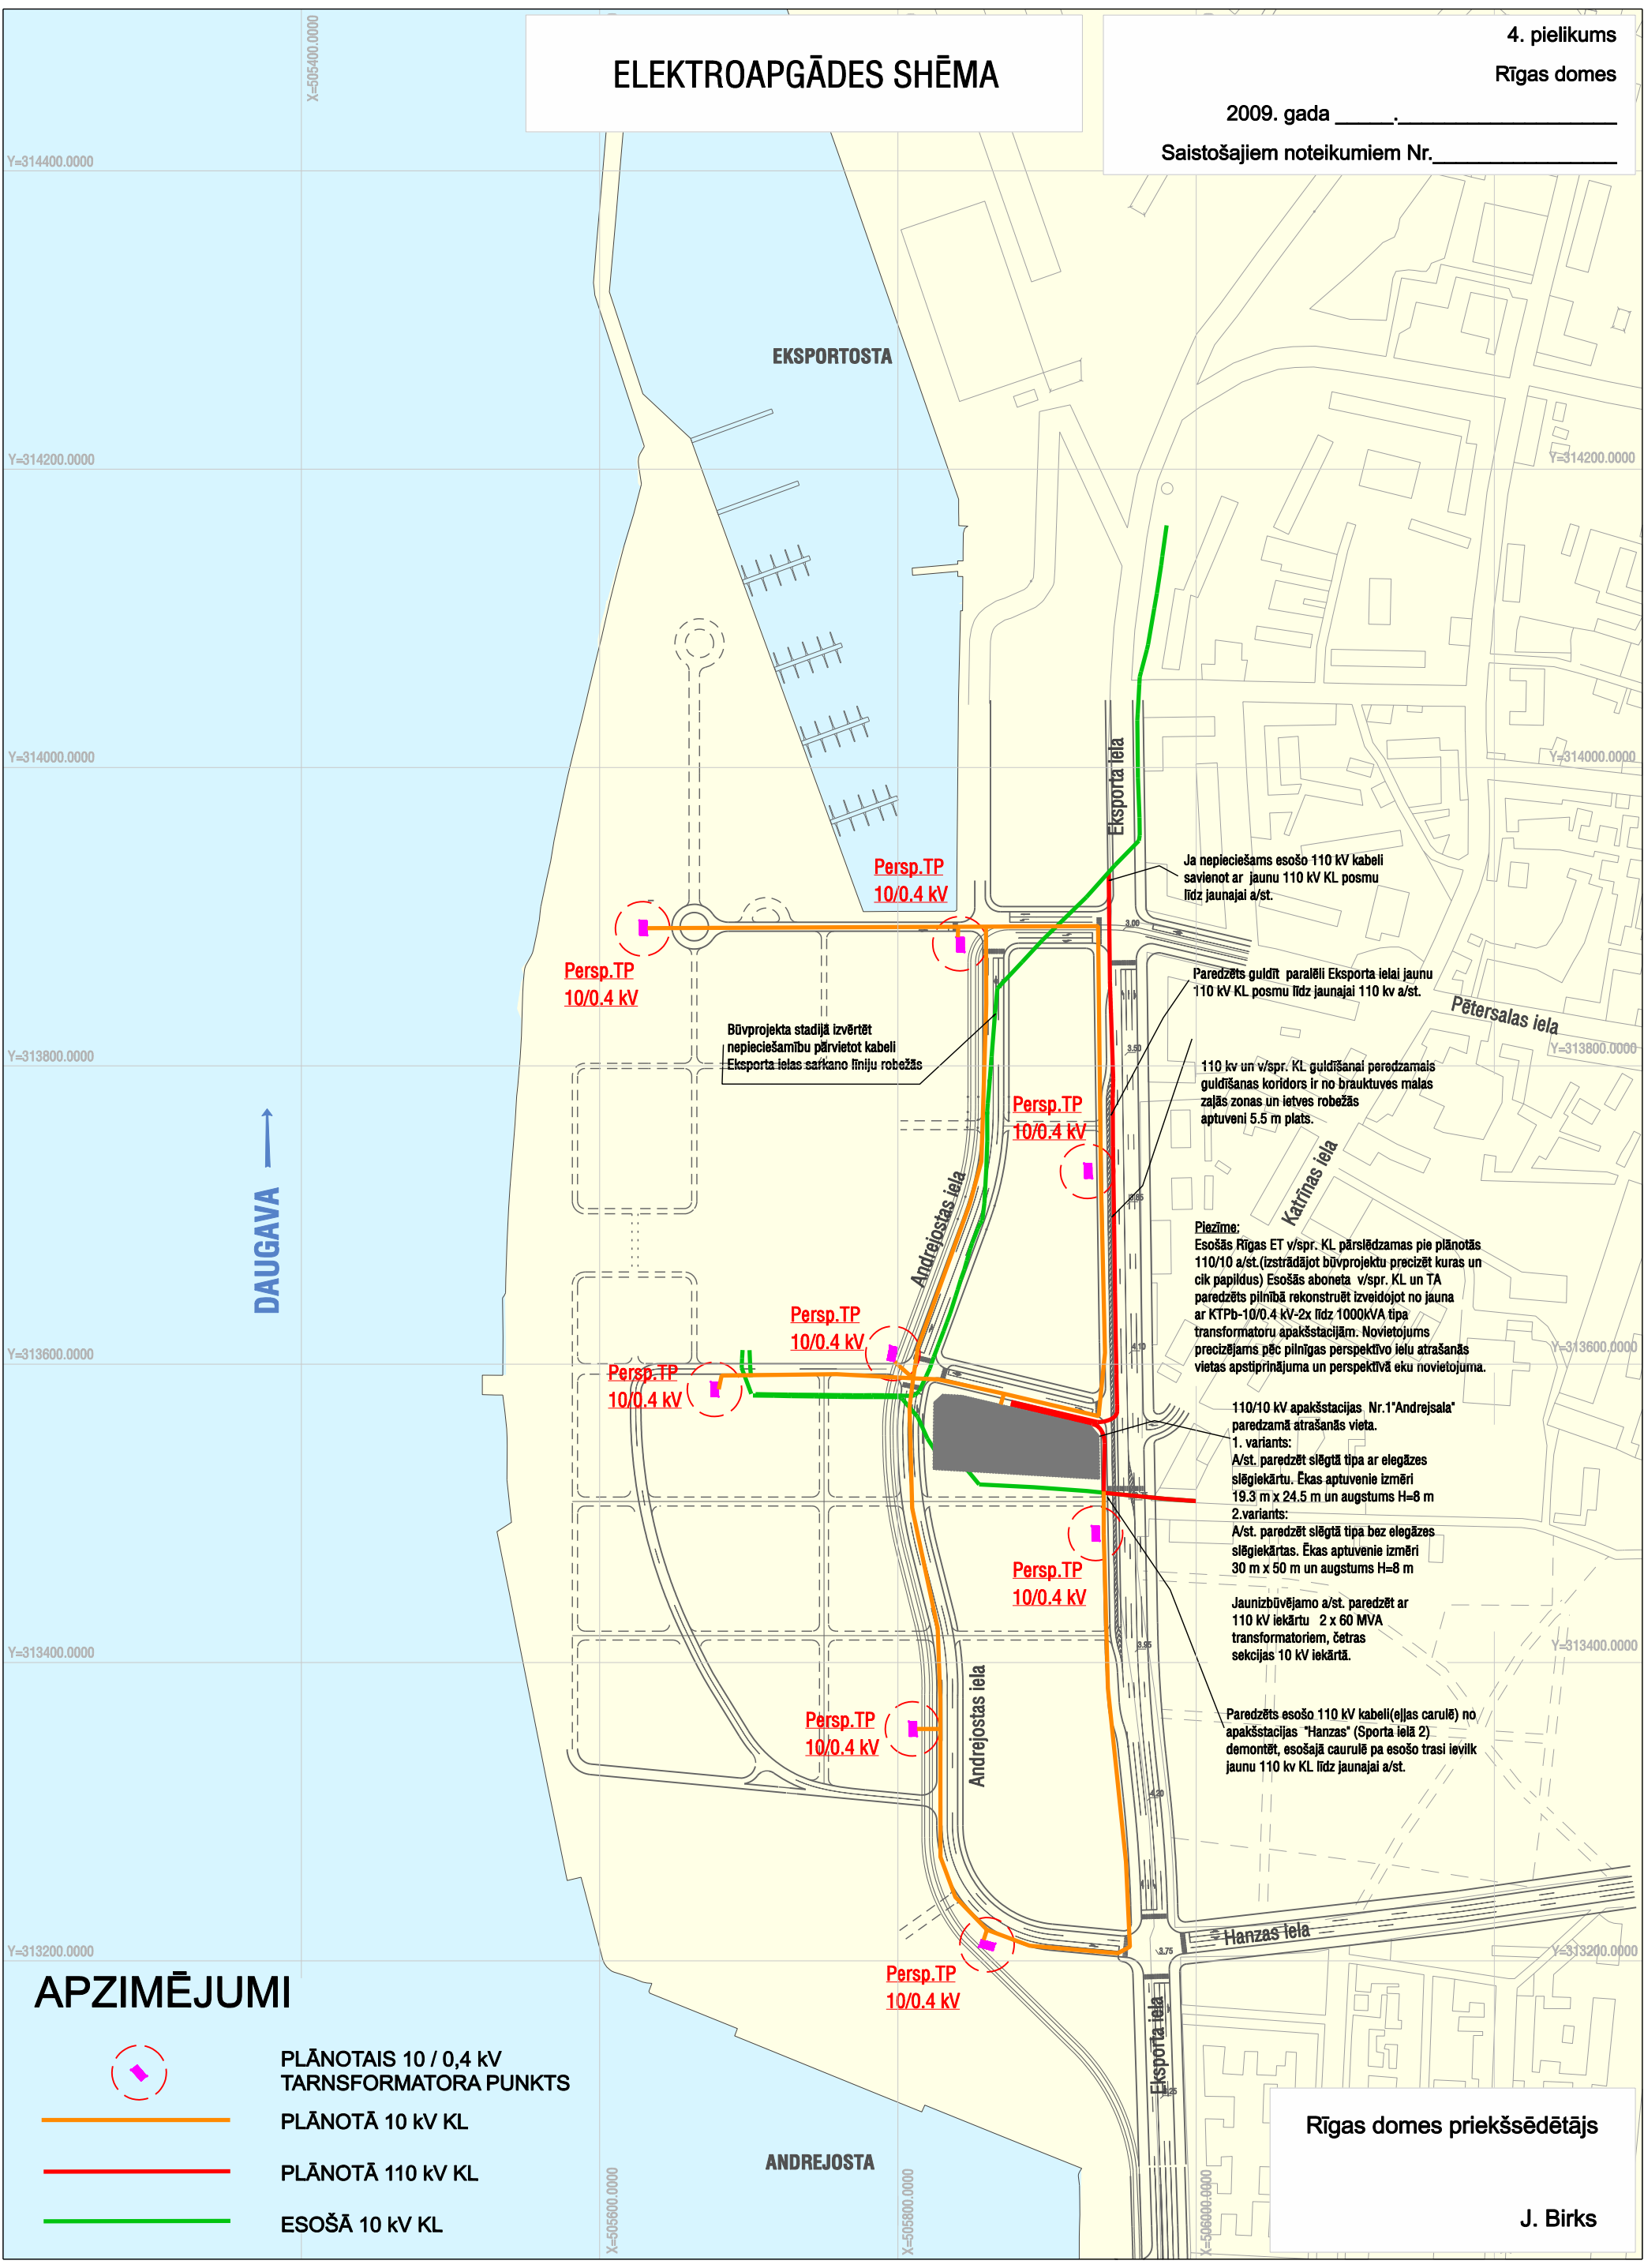 ELEKTROAPGĀDES SHĒMA
4. pielikums
Rīgas domes
2009. gada _____.___________________
Saistošajiem noteikumiem Nr.________________
X=505400.0000
Y=314400.0000
EKSPORTOSTA
Y=314200.0000
Y=314200.0000
Y=314000.0000
Y=314000.0000
Eksporta iela
Persp.TP
10/0.4 kV
Ja nepieciešams esošo 110 kV kabeli
savienot ar jaunu 110 kV KL posmu
līdz jaunajai a/st.
3.00
Persp.TP
10/0.4 kV
Paredzēts guldīt paralēli Eksporta ielai jaunu
110 kV KL posmu līdz jaunajai 110 kv a/st.
Pētersalas iela
Būvprojekta stadijā izvērtēt
nepieciešamību pārvietot kabeli
Eksporta ielas sarkano līniju robežās
Y=313800.0000
Y=313800.0000
3.50
110 kv un v/spr. KL guldīšanai peredzamais
guldīšanas koridors ir no brauktuves malas
zaļās zonas un ietves robežās
aptuveni 5.5 m plats.
Persp.TP
10/0.4 kV
DAUGAVA
Andrejostas iela
Katrīnas iela
3.85
Piezīme:
Esošās Rīgas ET v/spr. KL pārslēdzamas pie plānotās
110/10 a/st.(izstrādājot būvprojektu precizēt kuras un
cik papildus) Esošās aboneta v/spr. KL un TA
paredzēts pilnībā rekonstruēt izveidojot no jauna
ar KTPb-10/0.4 kV-2x līdz 1000kVA tipa
transformatoru apakšstacijām. Novietojums
precizējams pēc pilnīgas perspektīvo ielu atrašanās
vietas apstiprinājuma un perspektīvā eku novietojuma.
Persp.TP
10/0.4 kV
4.10
Y=313600.0000
Y=313600.0000
Persp.TP
10/0.4 kV
110/10 kV apakšstacijas Nr.1"Andrejsala"
paredzamā atrašanās vieta.
1. variants:
A/st. paredzēt slēgtā tipa ar elegāzes
slēgiekārtu. Ēkas aptuvenie izmēri
19.3 m x 24.5 m un augstums H=8 m
2.variants:
A/st. paredzēt slēgtā tipa bez elegāzes
slēgiekārtas. Ēkas aptuvenie izmēri
30 m x 50 m un augstums H=8 m
Persp.TP
10/0.4 kV
Jaunizbūvējamo a/st. paredzēt ar
110 kV iekārtu 2 x 60 MVA
transformatoriem, četras
sekcijas 10 kV iekārtā.
3.95
Y=313400.0000
Y=313400.0000
Andrejostas iela
Persp.TP
10/0.4 kV
Paredzēts esošo 110 kV kabeli(eļļas carulē) no
apakšstacijas "Hanzas" (Sporta ielā 2)
demontēt, esošajā caurulē pa esošo trasi ievilk
jaunu 110 kv KL līdz jaunajai a/st.
4.20
Hanzas iela
3.75
Y=313200.0000
Y=313200.0000
Persp.TP
10/0.4 kV
Eksporta iela
APZIMĒJUMI
PLĀNOTAIS 10 / 0,4 kV
TARNSFORMATORA PUNKTS
PLĀNOTĀ 10 kV KL
PLĀNOTĀ 110 kV KL
ESOŠĀ 10 kV KL
ANDREJOSTA
X=505600.0000
X=505800.0000
X=506000.0000
Rīgas domes priekšsēdētājs
J. Birks